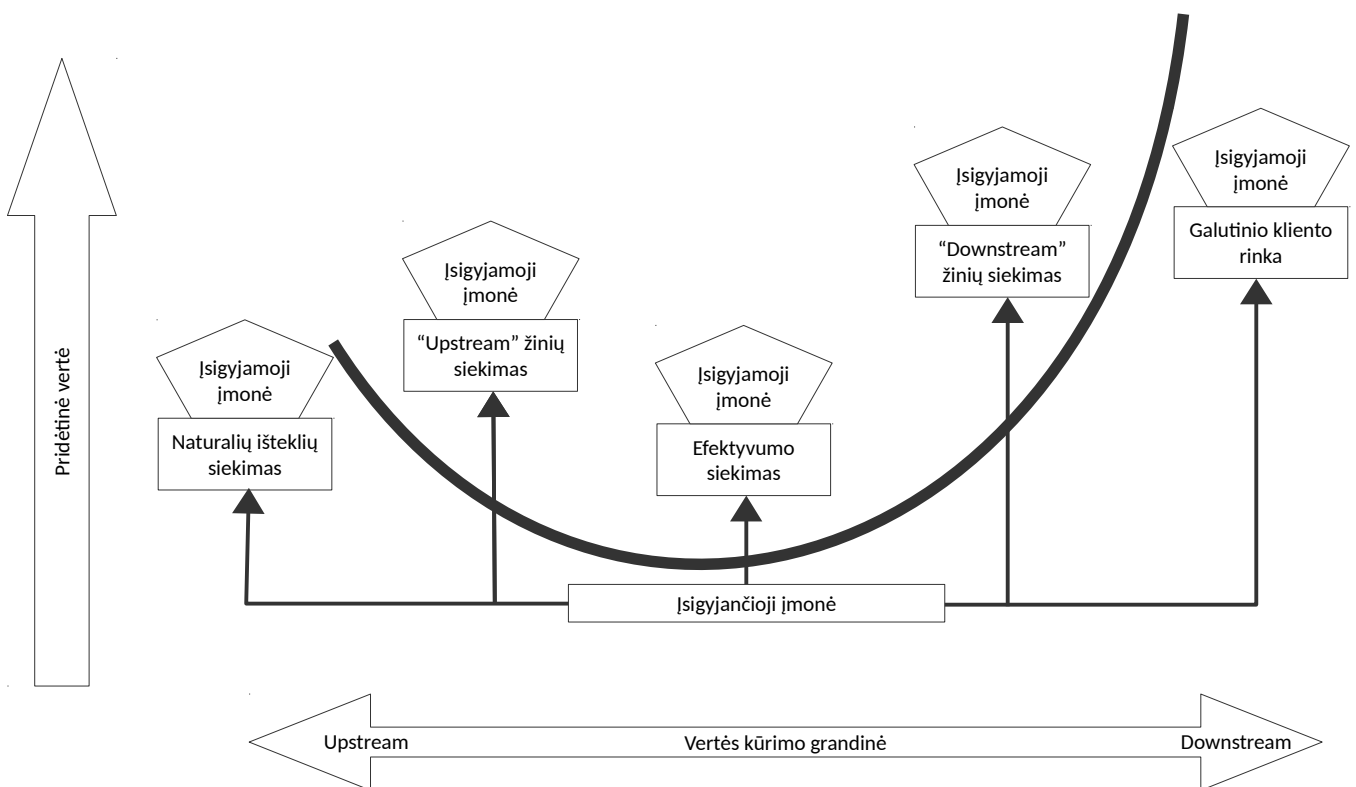 Įsigyjamoji
įmonė
Galutinio kliento
rinka
Įsigyjamoji
įmonė
“Downstream”
žinių siekimas
Įsigyjamoji
įmonė
“Upstream” žinių
siekimas
Įsigyjamoji
įmonė
Naturalių išteklių
siekimas
Įsigyjamoji
įmonė
Efektyvumo
siekimas
Pridėtinė vertė
Įsigyjančioji įmonė
Upstream
Vertės kūrimo grandinė
Downstream